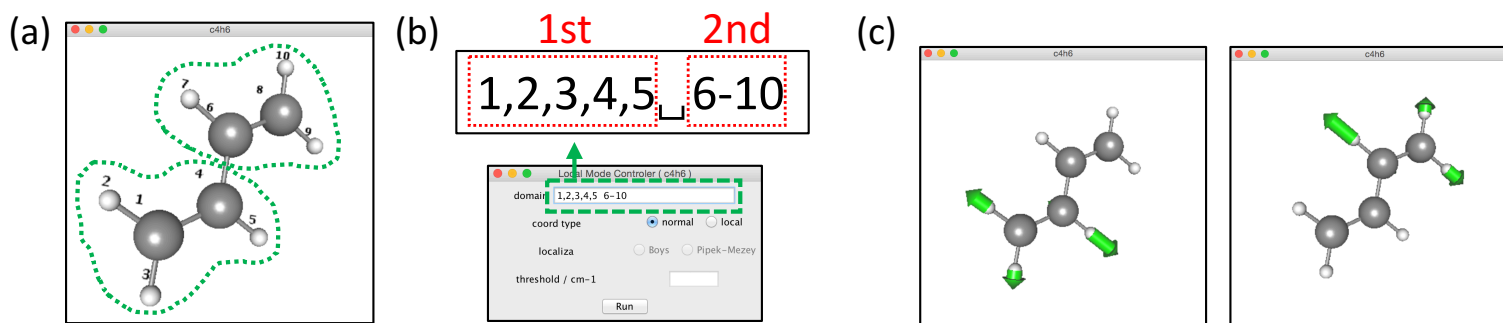 (a)
c4h6
10
7
8
6
9
4
2
1
5
3
(b)
1st 2nd
1,2,3,4,5␣6-10
Local Mode Controler ( c4h6 )
domain 1,2,3,4,5 6-10
coord type normal local
localiza Boys Pipek-Mezey
threshold / cm-1
Run
(c)
c4h6
c4h6